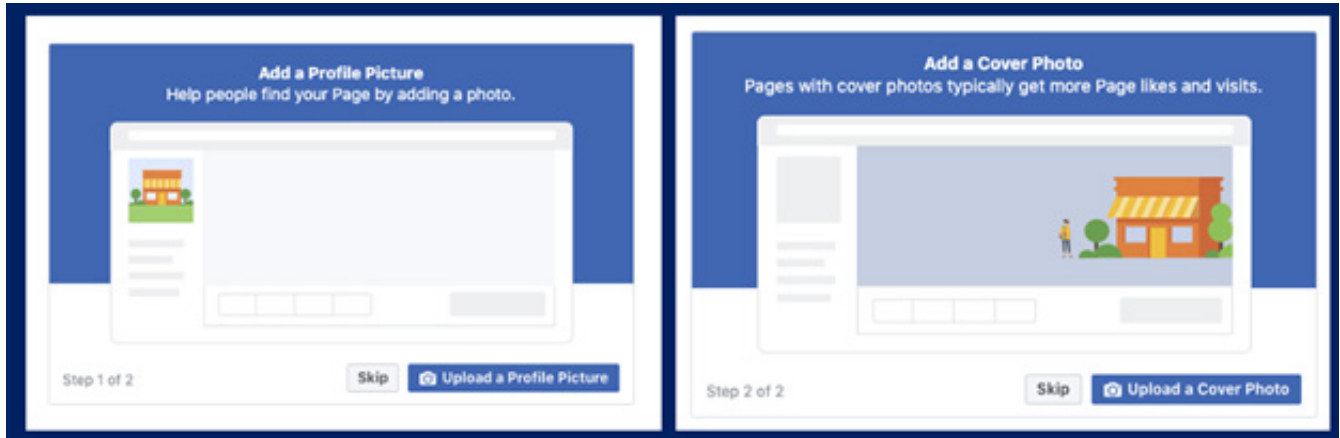 Add a Profile Picture
Help people find your Page by adding a photo.
Step 1 of 2
Skip
Upload a Profile Picture
Add a Cover Photo
Pages with cover photos typically get more Page likes and visits.
Step 2 of 2
Skip
Upload a Cover Photo